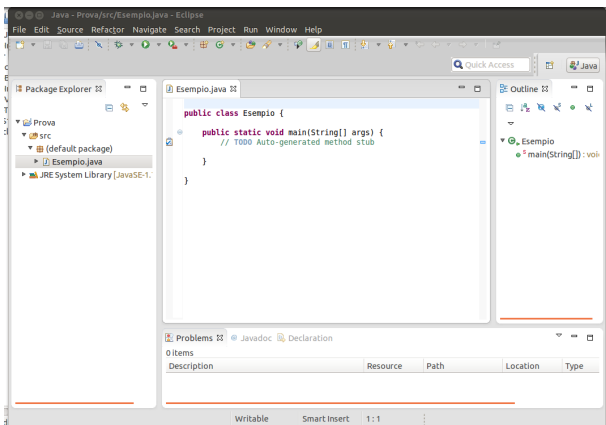 Java - Prova/src/Esempio.java - Eclipse
File Edit Source Refactor Navigate Search Project Run Window Help
Quick Access
Java
Package Explorer
Prova
src
(default package)
Esempio.java
JRE System Library [JavaSE-1.
Esempio.java
public class Esempio {
public static void main(String[] args) {
// TODO Auto-generated method stub
}
}
Outline
Esempio
main(String[]) : voi
Problems @ Javadoc Declaration
0 items
Description Resource Path Location Type
Writable Smart Insert 1 : 1